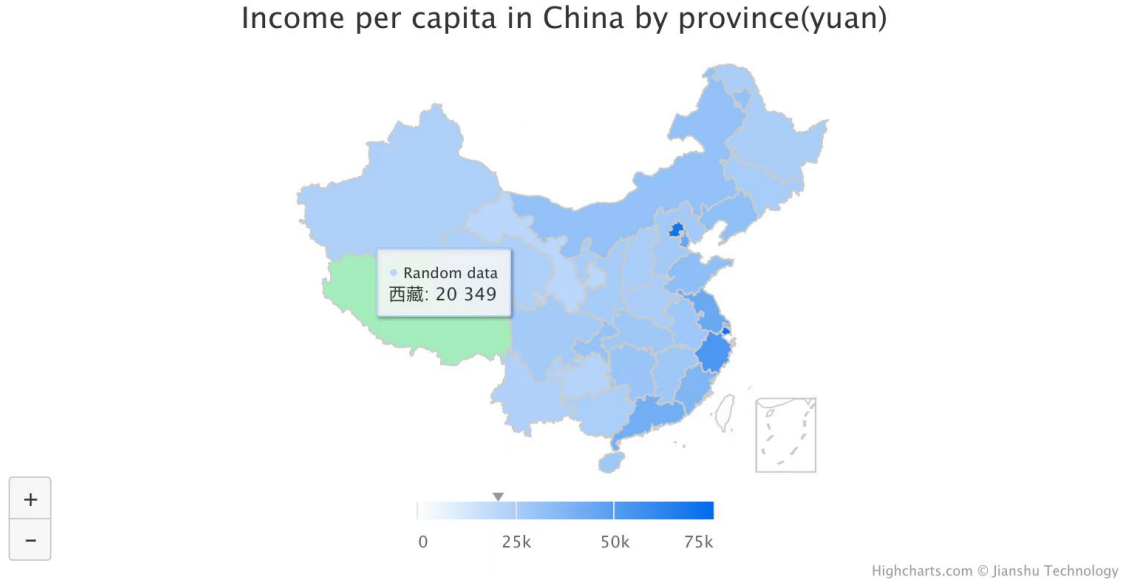 Income per capita in China by province(yuan)
Random data
西藏: 20 349
+
−
0 25k 50k 75k
Highcharts.com © Jianshu Technology